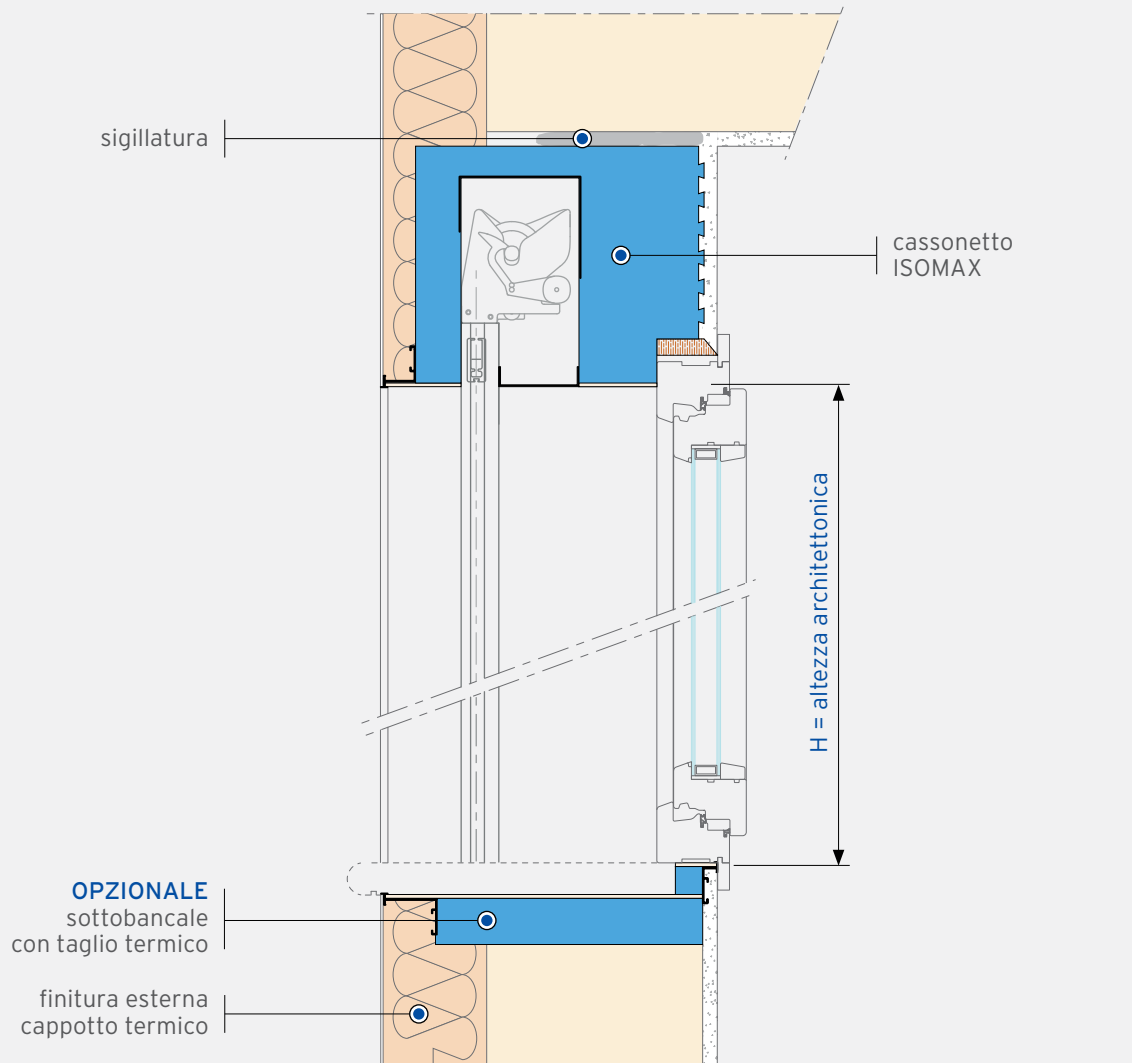 sigillatura
cassonetto
ISOMAX
H = altezza architettonica
OPZIONALE
sottobancale
con taglio termico
finitura esterna
cappotto termico